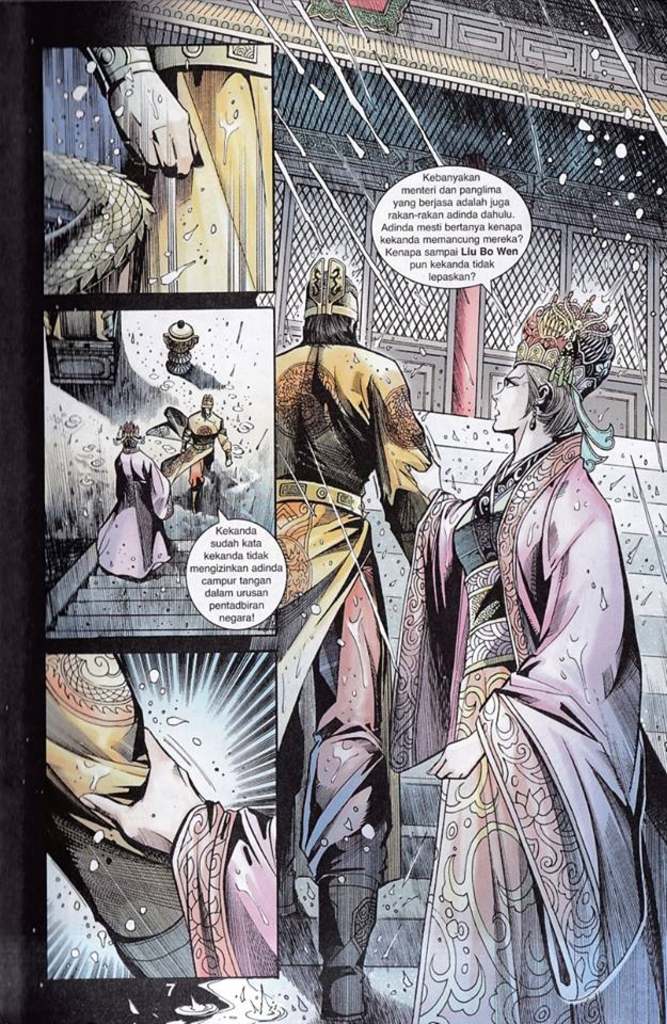 Kebanyakan
menteri dan panglima
yang berjasa adalah juga
rakan-rakan adinda dahulu.
Adinda mesti bertanya kenapa
kekanda memancung mereka?
Kenapa sampai Liu Bo Wen
pun kekanda tidak
lepaskan?
Kekanda
sudah kata
kekanda tidak
mengizinkan adinda
campur tangan
dalam urusan
pentadbiran
negara!
7